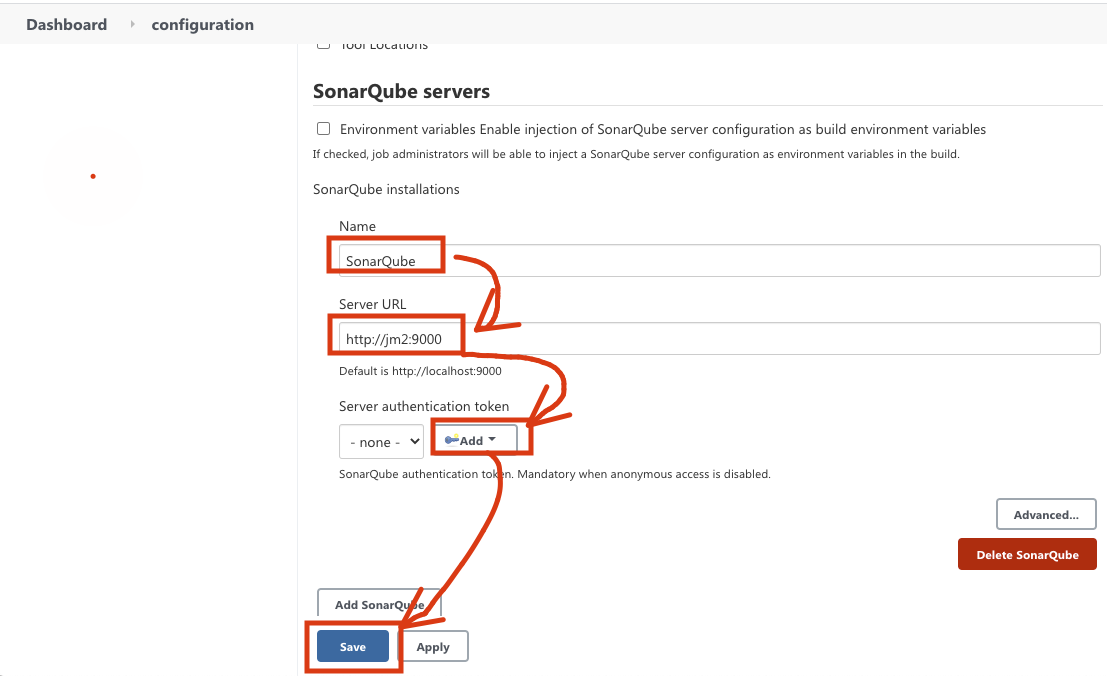 Dashboard configuration
Tool Locations
SonarQube servers
Environment variables Enable injection of SonarQube server configuration as build environment variables
If checked, job administrators will be able to inject a SonarQube server configuration as environment variables in the build.
SonarQube installations
Name
SonarQube
Server URL
http://jm2:9000
Default is http://localhost:9000
Server authentication token
- none - Add
SonarQube authentication token. Mandatory when anonymous access is disabled.
Advanced...
Delete SonarQube
Add SonarQube
Save Apply